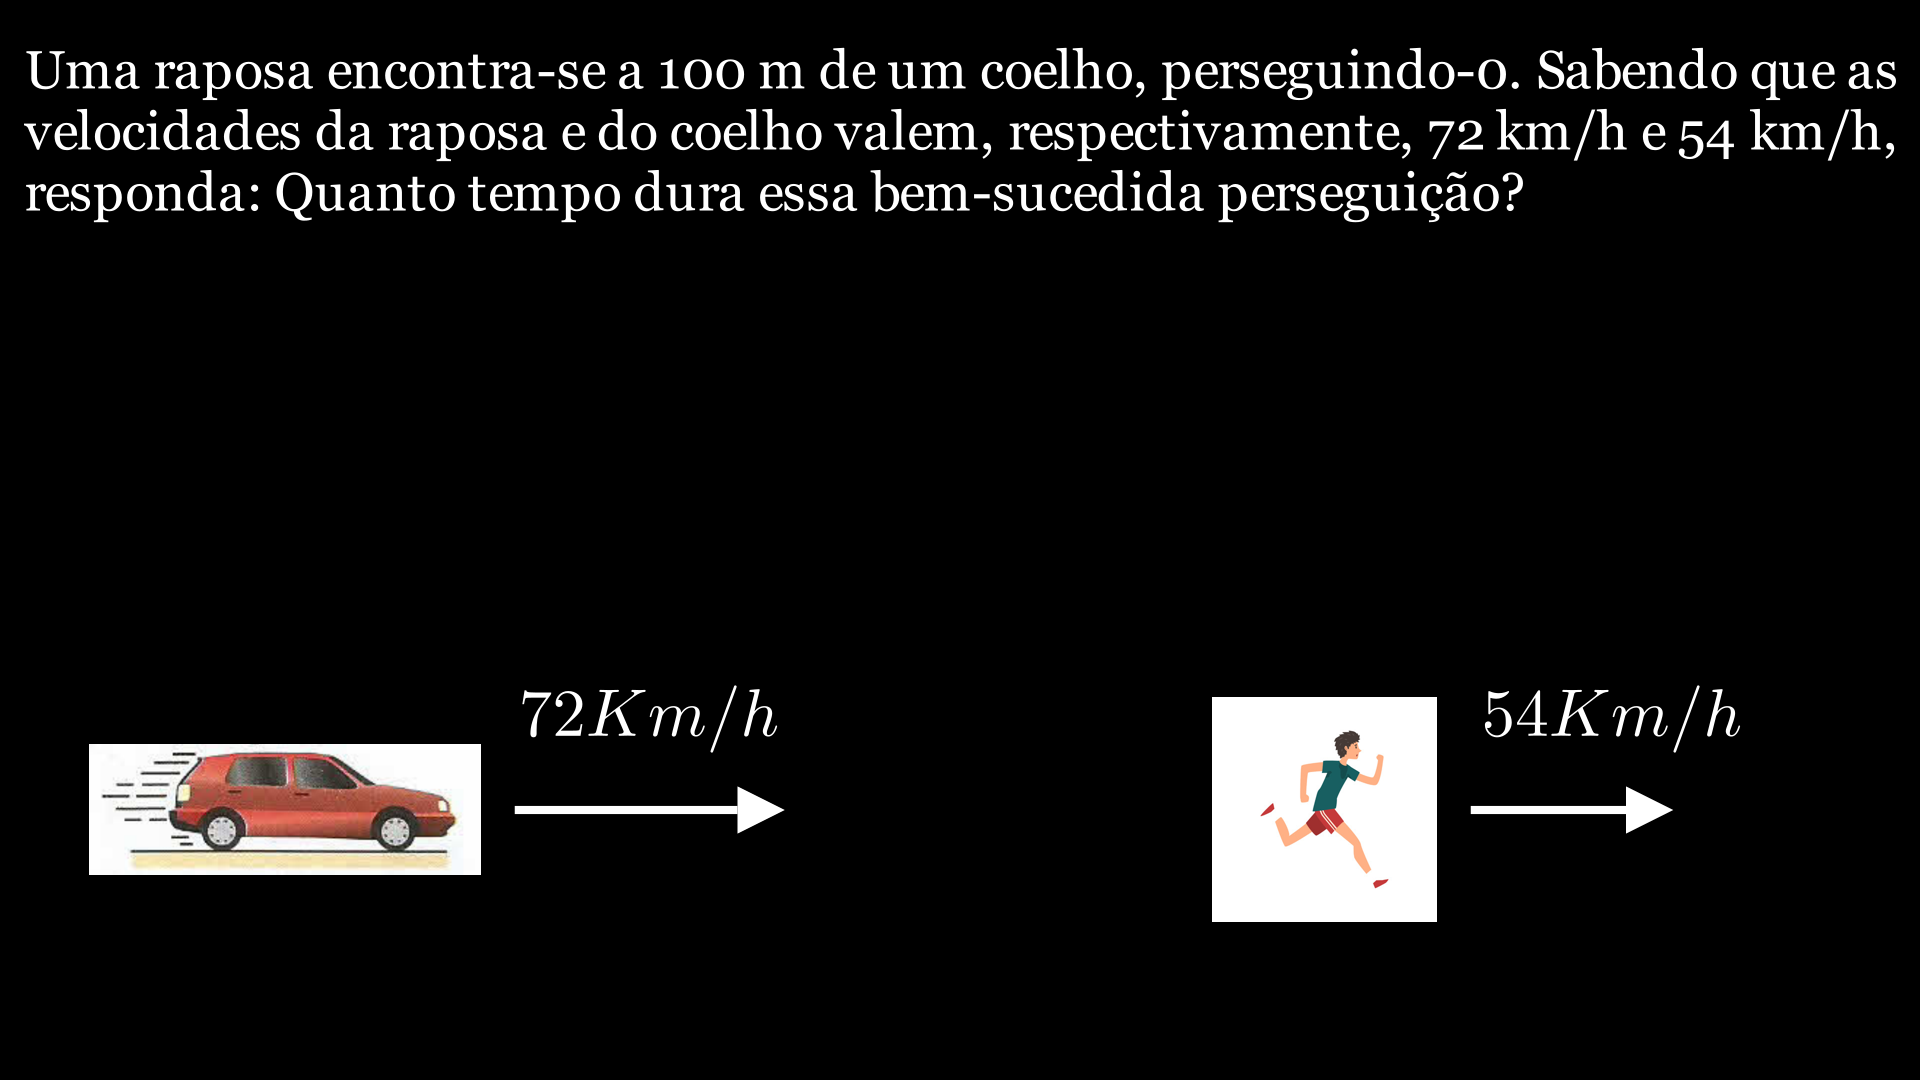 Uma raposa encontra-se a 100 m de um coelho, perseguindo-0. Sabendo que as
velocidades da raposa e do coelho valem, respectivamente, 72 km/h e 54 km/h,
responda: Quanto tempo dura essa bem-sucedida perseguição?
72Km/h
54Km/h